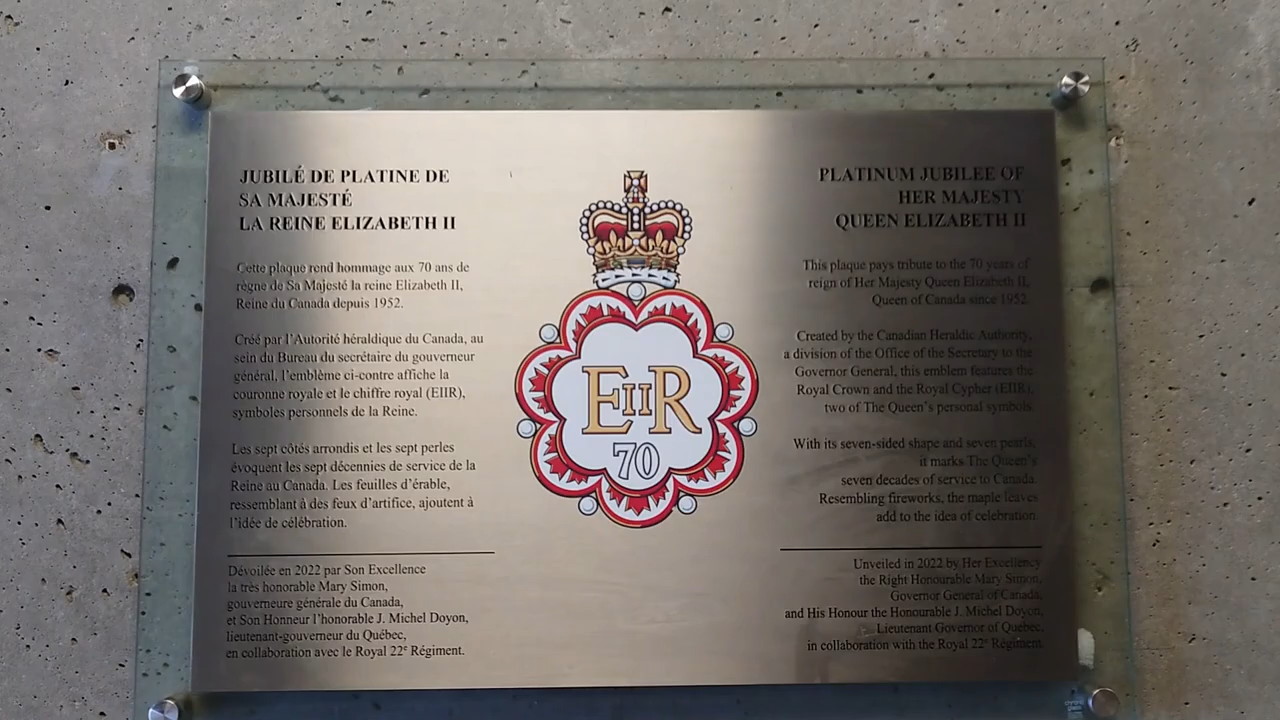 JUBILÉ DE PLATINE DE
SA MAJESTÉ
LA REINE ELIZABETH II
Cette plaque rend hommage aux 70 ans de
règne de Sa Majesté la reine Elizabeth II,
Reine du Canada depuis 1952.
Créé par l'Autorité héraldique du Canada, au
sein du Bureau du secrétaire du gouverneur
général, l'emblème ci-contre affiche la
couronne royale et le chiffre royal (EIIR),
symboles personnels de la Reine.
Les sept côtés arrondis et les sept perles
évoquent les sept décennies de service de la
Reine au Canada. Les feuilles d'érable,
ressemblant à des feux d'artifice, ajoutent à
l'idée de célébration.
Dévoilée en 2022 par Son Excellence
la très honorable Mary Simon,
gouverneure générale du Canada,
et Son Honneur l'honorable J. Michel Doyon,
lieutenant-gouverneur du Québec,
en collaboration avec le Royal 22e Régiment.
EIIR
70
PLATINUM JUBILEE OF
HER MAJESTY
QUEEN ELIZABETH II
This plaque pays tribute to the 70 years of
reign of Her Majesty Queen Elizabeth II,
Queen of Canada since 1952.
Created by the Canadian Heraldic Authority,
a division of the Office of the Secretary to the
Governor General, this emblem features the
Royal Crown and the Royal Cypher (EIIR),
two of The Queen's personal symbols.
With its seven-sided shape and seven pearls,
it marks The Queen's
seven decades of service to Canada.
Resembling fireworks, the maple leaves
add to the idea of celebration.
Unveiled in 2022 by Her Excellency
the Right Honourable Mary Simon,
Governor General of Canada,
and His Honour the Honourable J. Michel Doyon,
Lieutenant Governor of Québec,
in collaboration with the Royal 22e Régiment.